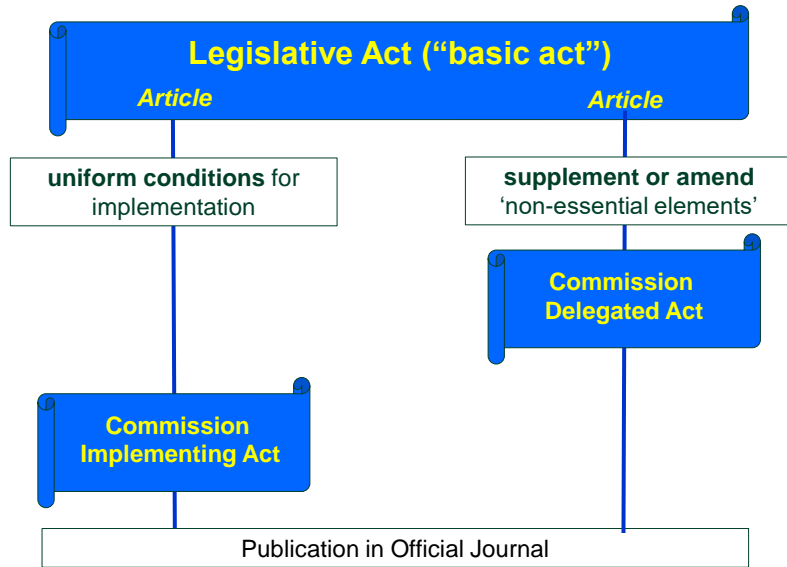 Legislative Act (“basic act”)
Article
Article
uniform conditions for
implementation
supplement or amend
‘non-essential elements’
Commission
Delegated Act
Commission
Implementing Act
Publication in Official Journal